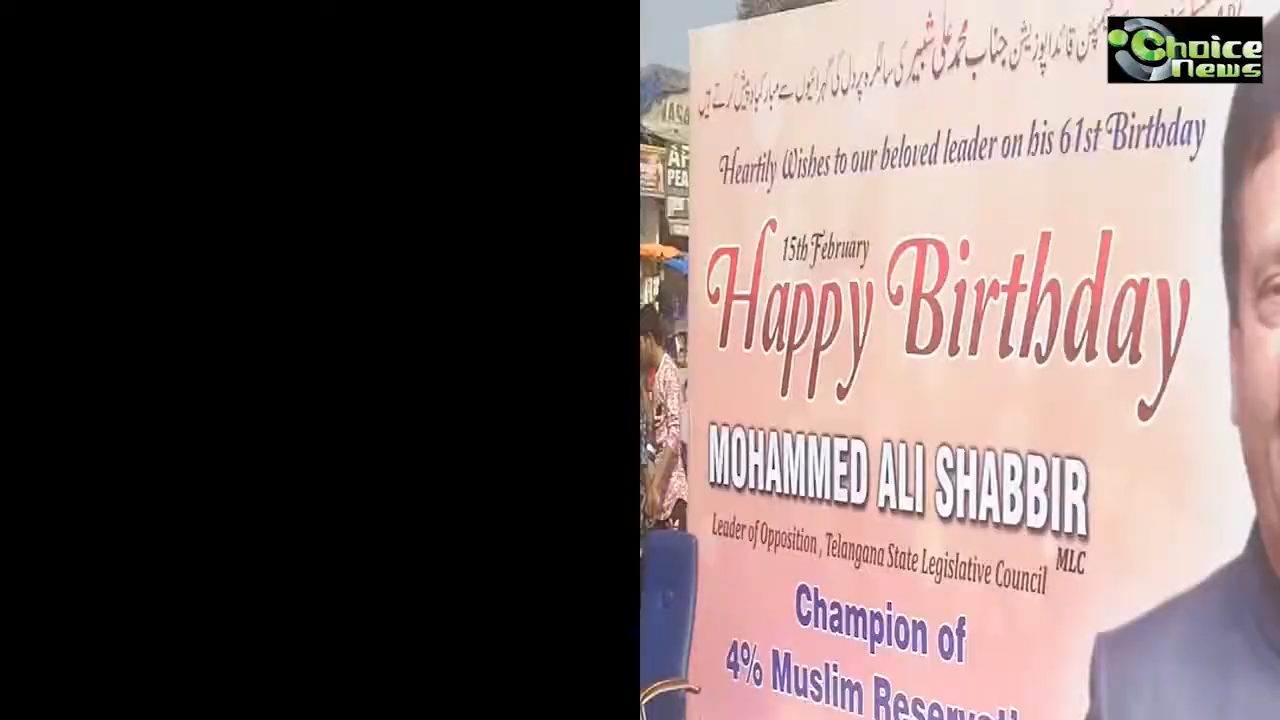 قائد اپوزیشن جناب محمد علی شبیر کی سالگرہ پر دل کی گہرائیوں سے مبارکباد پیش کرتے ہیں
Choice
News
Heartily Wishes to our beloved leader on his 61st Birthday
15th February
Happy Birthday
MOHAMMED ALI SHABBIR
MLC
Leader of Opposition, Telangana State Legislative Council
Champion of
4% Muslim